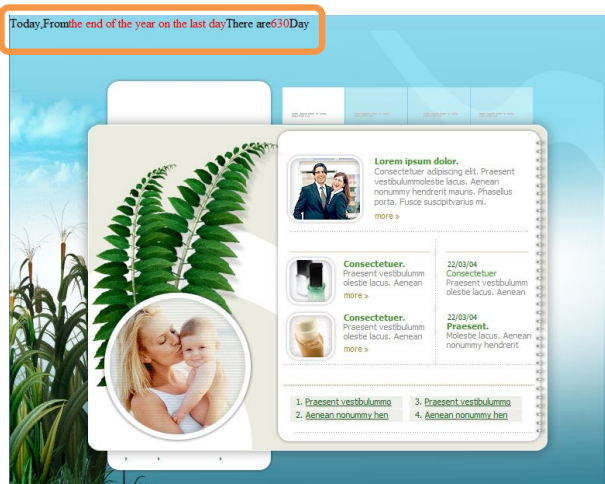 Today,Fromthe end of the year on the last dayThere are630Day
Lorem ipsum dolor.
Consectetuer adipiscing elit. Praesent
vestibulummolestie lacus. Aenean
nonummy hendrerit mauris. Phasellus
porta. Fusce suscipitvarius mi.
more »
Consectetuer.
Praesent vestibulumm
olestie lacus. Aenean
more »
Consectetuer.
Praesent vestibulumm
olestie lacus. Aenean
more »
22/03/04
Consectetuer
Praesent vestibulumm
olestie lacus. Aenean
22/03/04
Praesent.
Molestie lacus. Aenean
nonummy hendrerit
1. Praesent vestibulummo
2. Aenean nonummy hen
3. Praesent vestibulummo
4. Aenean nonummy hen